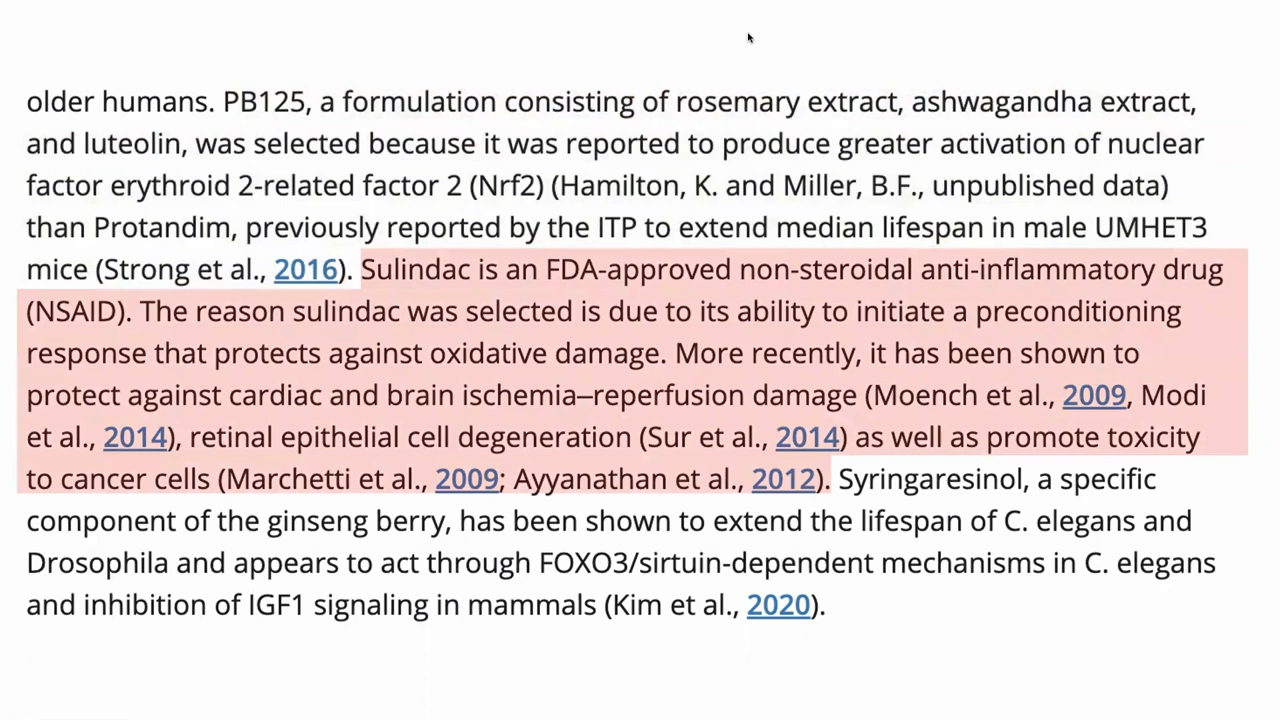 older humans. PB125, a formulation consisting of rosemary extract, ashwagandha extract,
and luteolin, was selected because it was reported to produce greater activation of nuclear
factor erythroid 2-related factor 2 (Nrf2) (Hamilton, K. and Miller, B.F., unpublished data)
than Protandim, previously reported by the ITP to extend median lifespan in male UMHET3
mice (Strong et al., 2016). Sulindac is an FDA-approved non-steroidal anti-inflammatory drug
(NSAID). The reason sulindac was selected is due to its ability to initiate a preconditioning
response that protects against oxidative damage. More recently, it has been shown to
protect against cardiac and brain ischemia–reperfusion damage (Moench et al., 2009, Modi
et al., 2014), retinal epithelial cell degeneration (Sur et al., 2014) as well as promote toxicity
to cancer cells (Marchetti et al., 2009; Ayyanathan et al., 2012). Syringaresinol, a specific
component of the ginseng berry, has been shown to extend the lifespan of C. elegans and
Drosophila and appears to act through FOXO3/sirtuin-dependent mechanisms in C. elegans
and inhibition of IGF1 signaling in mammals (Kim et al., 2020).